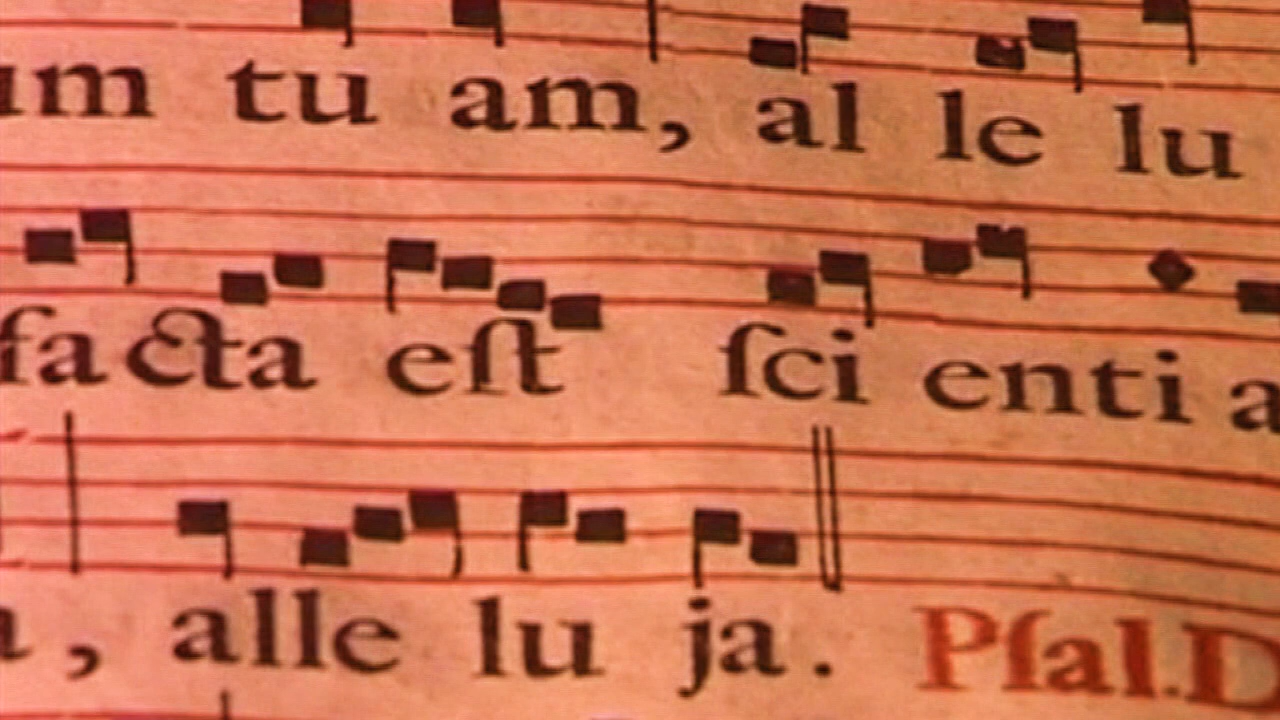 um tu am, al le lu
facta eſt ſci enti a
a, alle lu ja. Pſal. D